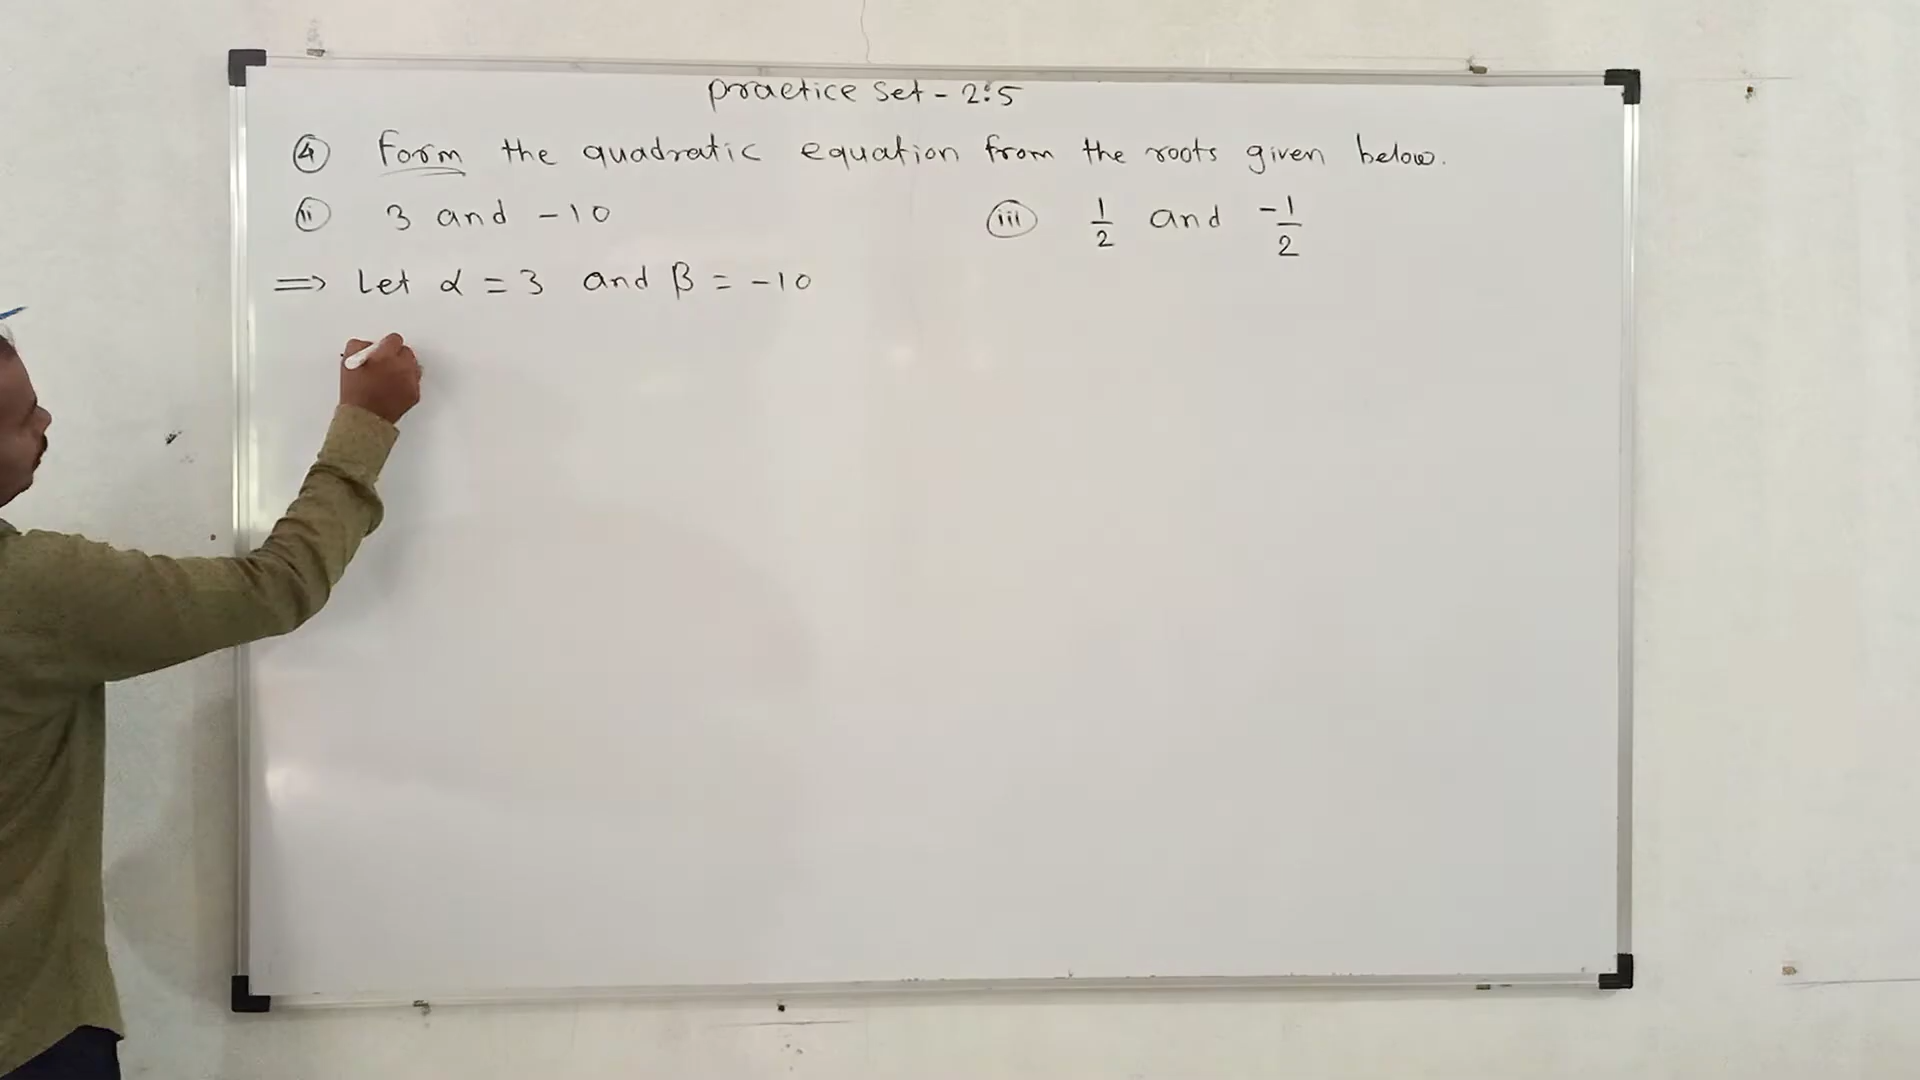 practice Set - 2:5
④ Form the quadratic equation from the roots given below.
ⓘⓘ 3 and -10
ⓘⓘⓘ 1/2 and -1/2
⇒ Let α = 3 and β = -10